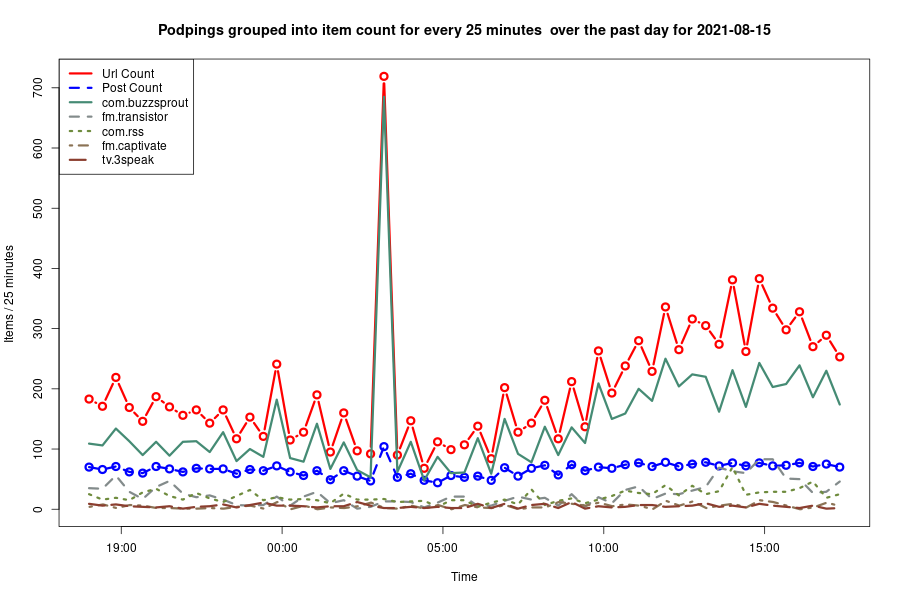 Podpings grouped into item count for every 25 minutes  over the past day for 2021-08-15
Url Count
Post Count
com.buzzsprout
fm.transistor
com.rss
fm.captivate
tv.3speak
Items / 25 minutes
700
600
500
400
300
200
100
0
19:00
00:00
05:00
10:00
15:00
Time